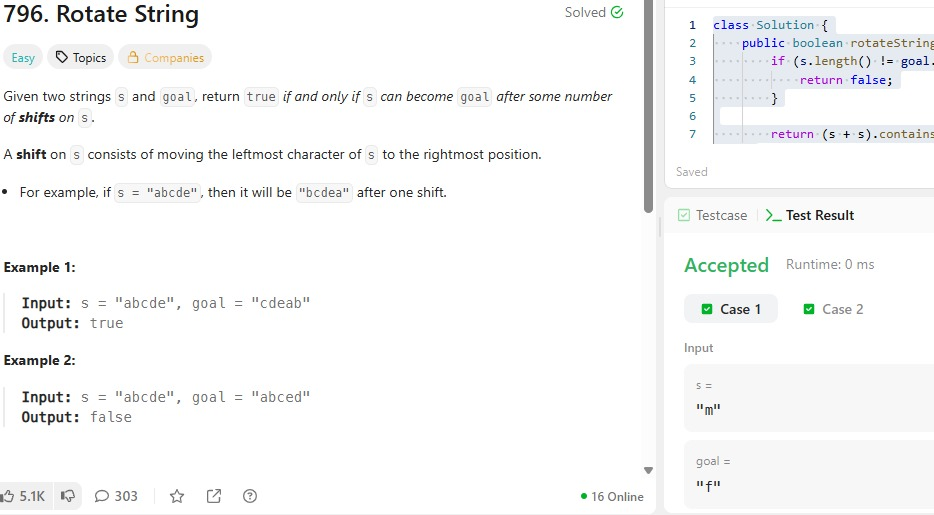 796. Rotate String
Solved
Easy
Topics
Companies
Given two strings s and goal, return true if and only if s can become goal after some number
of shifts on s.
A shift on s consists of moving the leftmost character of s to the rightmost position.
• For example, if s = "abcde", then it will be "bcdea" after one shift.
Example 1:
Input: s = "abcde", goal = "cdeab"
Output: true
Example 2:
Input: s = "abcde", goal = "abced"
Output: false
5.1K
303
16 Online
1 class Solution {
2 public boolean rotateString
3 if (s.length() != goal.
4 return false;
5 }
6
7 return (s + s).contains
Saved
Testcase
Test Result
Accepted
Runtime: 0 ms
Case 1
Case 2
Input
s =
"m"
goal =
"f"